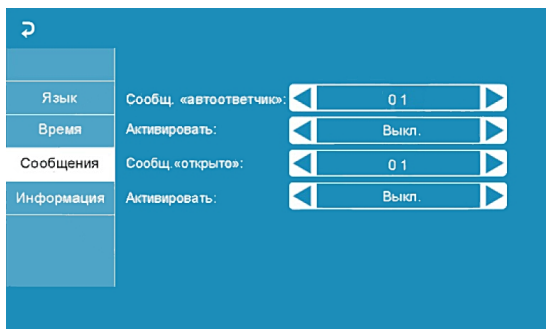 Язык
Сообщ. «автоответчик»: 01
Время
Активировать: Выкл.
Сообщения
Сообщ.«открыто»: 01
Информация
Активировать: Выкл.